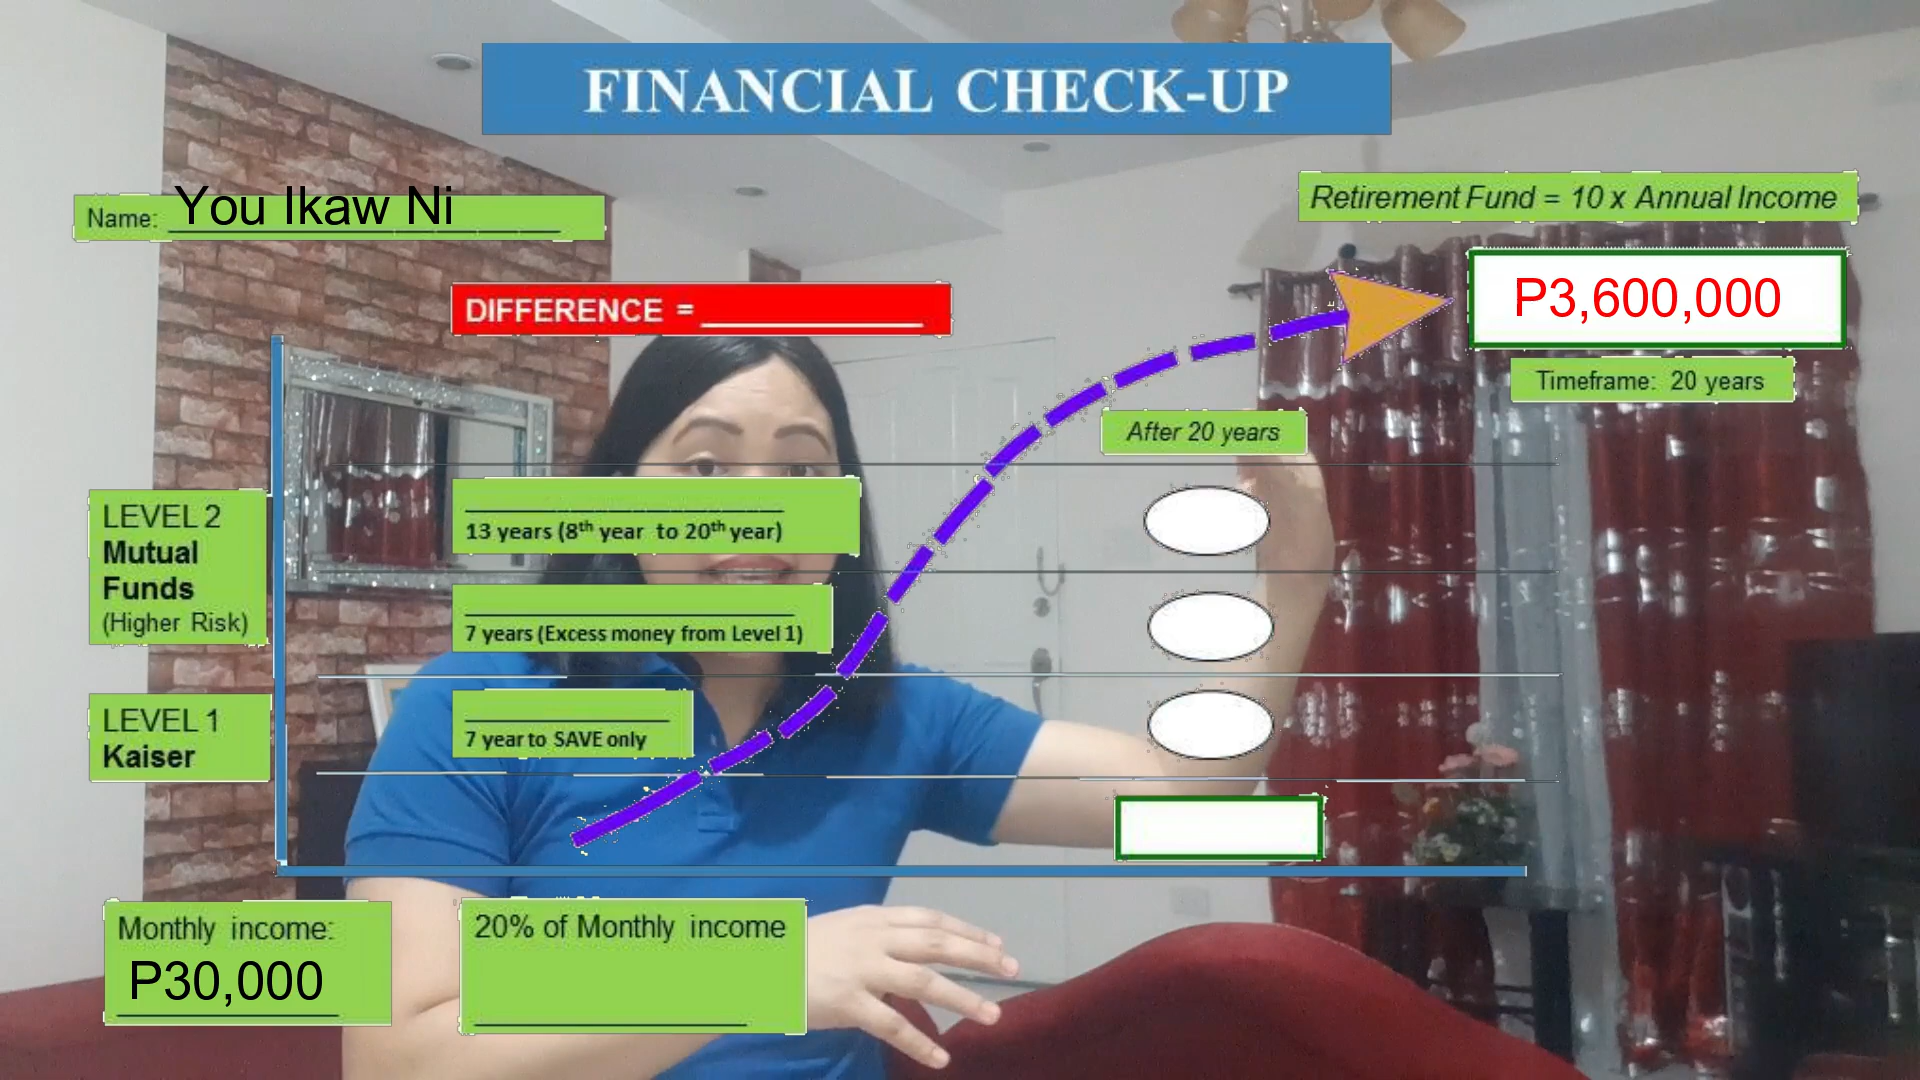 FINANCIAL CHECK-UP
Retirement Fund = 10 x Annual Income
Name: You Ikaw Ni
P3,600,000
DIFFERENCE =
Timeframe: 20 years
After 20 years
LEVEL 2
Mutual
Funds
(Higher Risk)
13 years (8th year to 20th year)
7 years (Excess money from Level 1)
LEVEL 1
Kaiser
7 year to SAVE only
Monthly income:
P30,000
20% of Monthly income